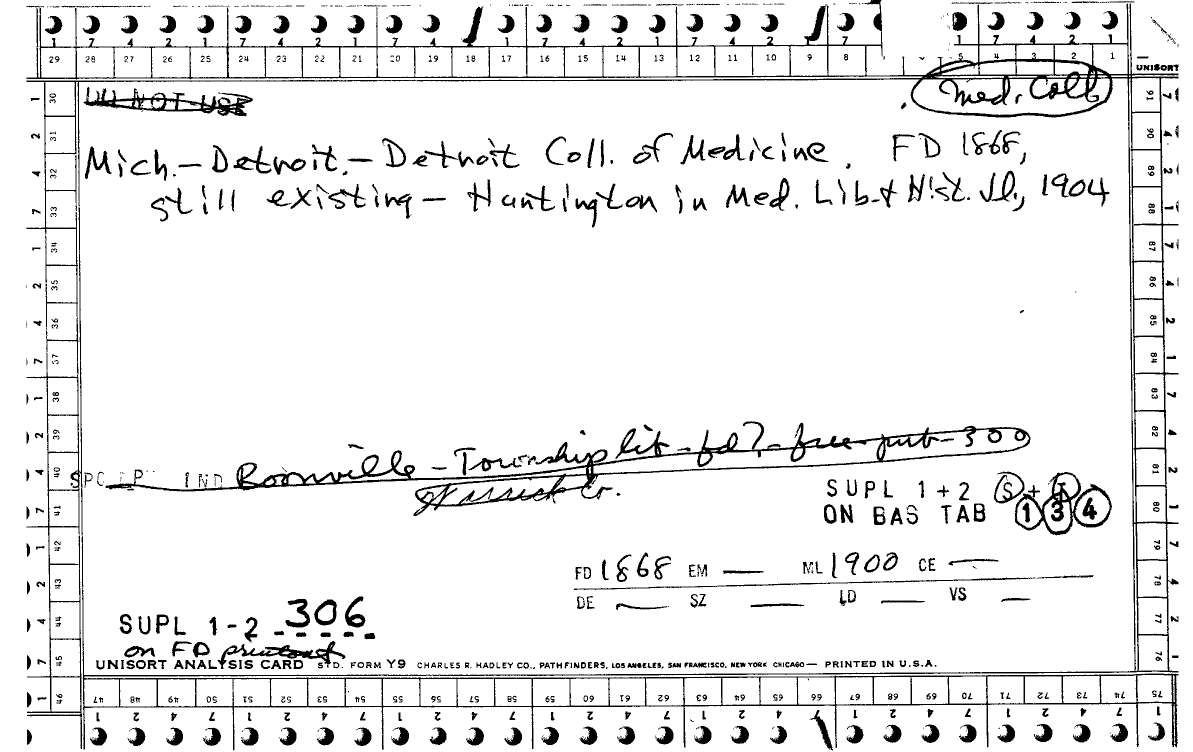 7 4 2 1 7 4 2 1 7 4 1 7 4 2 1 7 4 2 7 1 7 4 2 1
29 28 27 26 25 24 23 22 21 20 19 18 17 16 15 14 13 12 11 10 9 8 5 4 3 2 1
UNISORT
DO NOT USE
Med. Coll
Mich.—Detroit.—Detroit Coll. of Medicine. FD 1868,
still existing — Huntington in Med. Lib. & Hist. Jl., 1904
Boonville — Township lib — fd? — free — pub — 300
SPC IND
Warrick Co.
SUPL 1+2 S +
ON BAS TAB 1 3 4
FD 1868 EM — ML 1900 CE —
DE — SZ — LD — VS —
SUPL 1-2 306
on FD printout
UNISORT ANALYSIS CARD STD. FORM Y9 CHARLES R. HADLEY CO., PATHFINDERS, LOS ANGELES, SAN FRANCISCO, NEW YORK CHICAGO — PRINTED IN U.S.A.
30 31 32 33 34 35 36 37 38 39 40 41 42 43 44 45 46
91 90 89 88 87 86 85 84 83 82 81 80 79 78 77 76 75
47 48 49 50 51 52 53 54 55 56 57 58 59 60 61 62 63 64 65 66 67 68 69 70 71 72 73 74
1 2 4 7 1 2 4 7 1 2 4 7 1 2 4 7 1 2 4 7 1 2 4 7 1 2 4 7